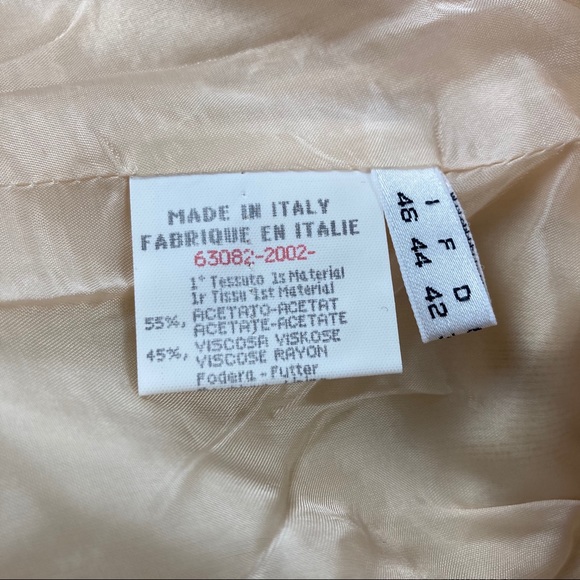 MADE IN ITALY
FABRIQUE EN ITALIE
63082-2002-
1° Tessuto 1s Material
1r Tissu 1st Material
55%, ACETATO-ACETAT
ACETATE-ACETATE
45%, VISCOSA VISKOSE
VISCOSE RAYON
Fodera - Futter
I F D
46 44 42